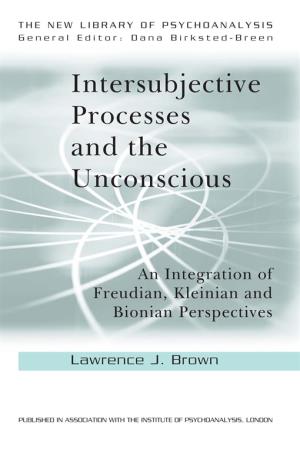 THE NEW LIBRARY OF PSYCHOANALYSIS
General Editor: Dana Birksted-Breen
Intersubjective
Processes
and the
Unconscious
An Integration of
Freudian, Kleinian and
Bionian Perspectives
Lawrence J. Brown
PUBLISHED IN ASSOCIATION WITH THE INSTITUTE OF PSYCHOANALYSIS, LONDON